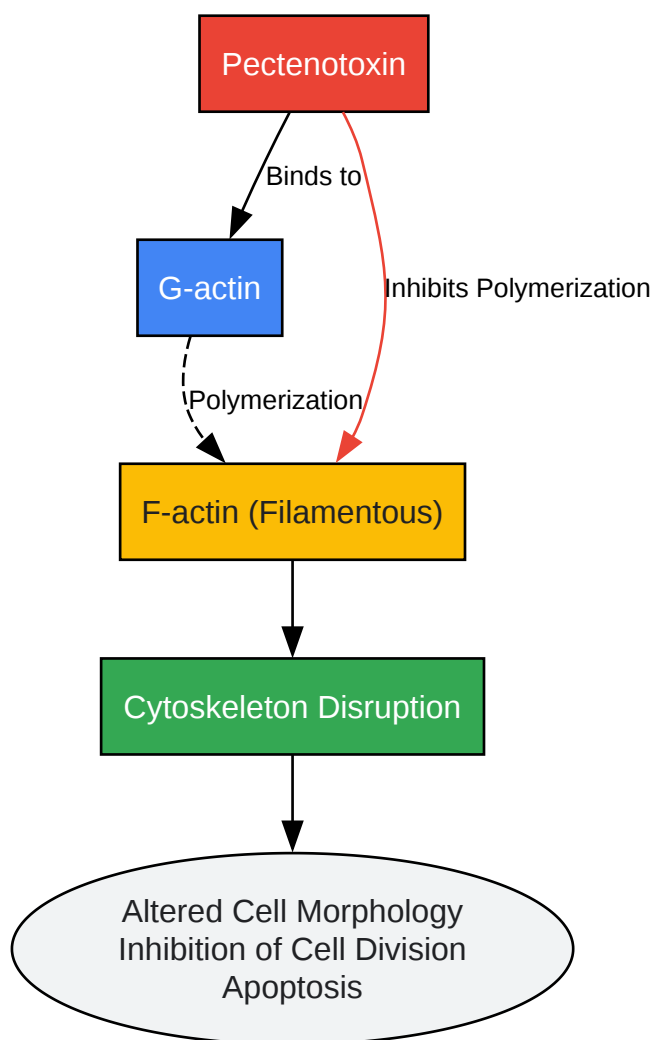 Pectenotoxin
Binds to
G-actin
Inhibits Polymerization
Polymerization
F-actin (Filamentous)
Cytoskeleton Disruption
Altered Cell Morphology
Inhibition of Cell Division
Apoptosis